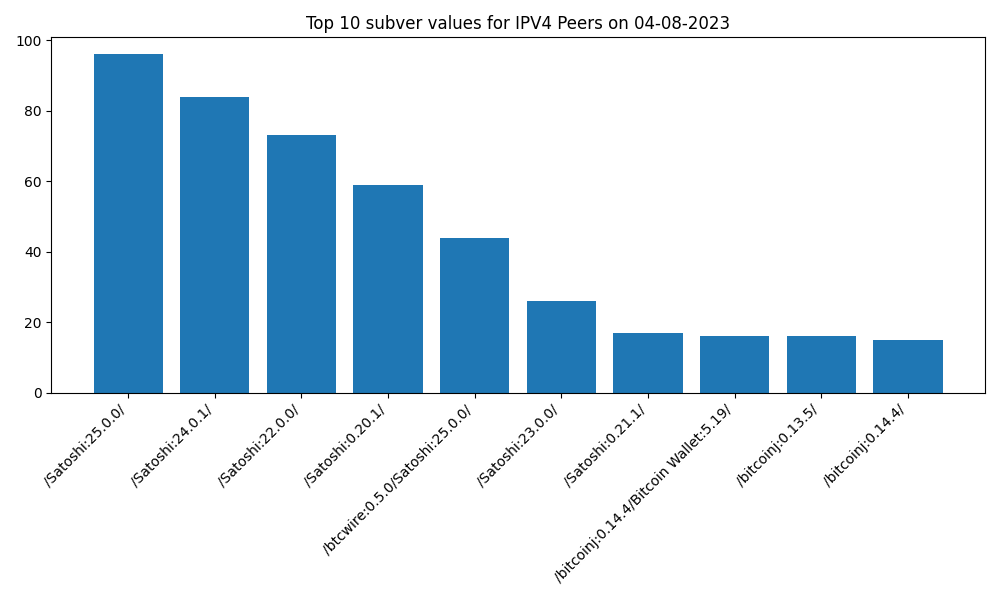 Top 10 subver values for IPV4 Peers on 04-08-2023
100
80
60
40
20
0
/Satoshi:25.0.0/
/Satoshi:24.0.1/
/Satoshi:22.0.0/
/Satoshi:0.20.1/
/btcwire:0.5.0/Satoshi:25.0.0/
/Satoshi:23.0.0/
/Satoshi:0.21.1/
/bitcoinj:0.14.4/Bitcoin Wallet:5.19/
/bitcoinj:0.13.5/
/bitcoinj:0.14.4/